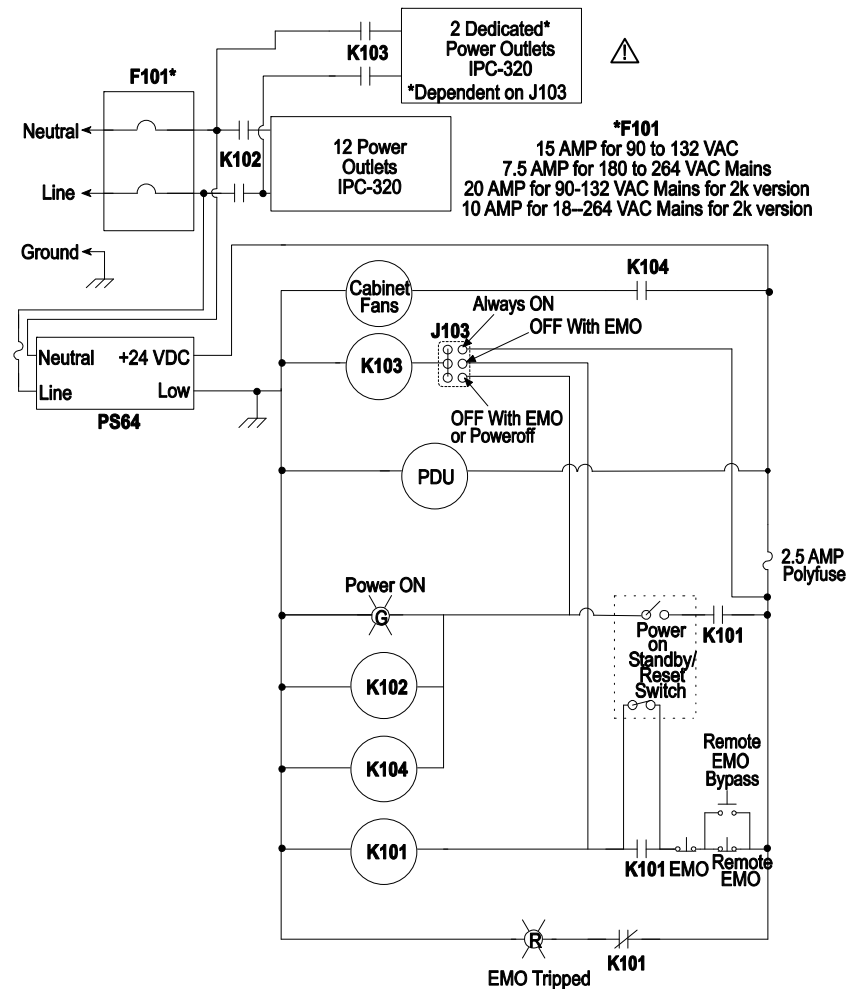 2 Dedicated*
Power Outlets
IPC-320
*Dependent on J103
K103
F101*
Neutral
K102
12 Power
Outlets
IPC-320
Line
*F101
15 AMP for 90 to 132 VAC
7.5 AMP for 180 to 264 VAC Mains
20 AMP for 90-132 VAC Mains for 2k version
10 AMP for 18--264 VAC Mains for 2k version
Ground
K104
Cabinet
Fans
Always ON
J103
OFF With EMO
Neutral +24 VDC
K103
Line Low
PS64
OFF With EMO
or Poweroff
PDU
2.5 AMP
Polyfuse
Power ON
G
K101
Power
on
Standby/
Reset
Switch
K102
Remote
EMO
Bypass
K104
K101
K101 EMO Remote
EMO
R
K101
EMO Tripped